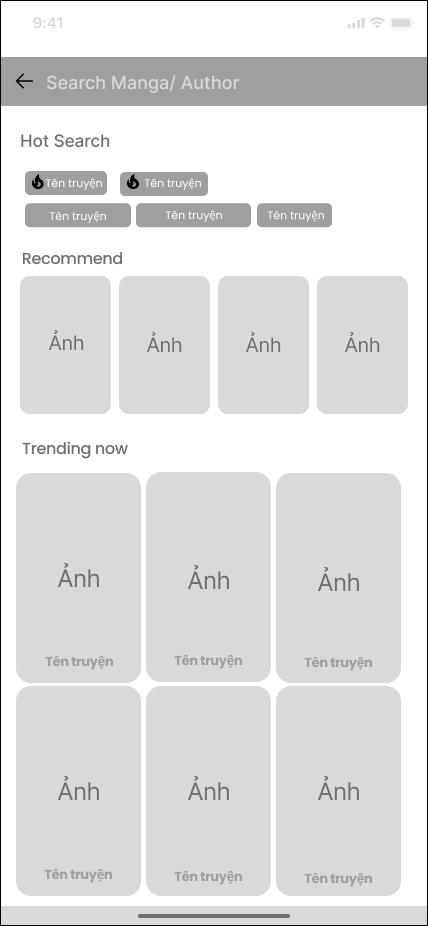 9:41
Search Manga/ Author
Hot Search
Tên truyện Tên truyện
Tên truyện Tên truyện Tên truyện
Recommend
Ảnh Ảnh Ảnh Ảnh
Trending now
Ảnh Ảnh Ảnh
Tên truyện Tên truyện Tên truyện
Ảnh Ảnh Ảnh
Tên truyện Tên truyện Tên truyện